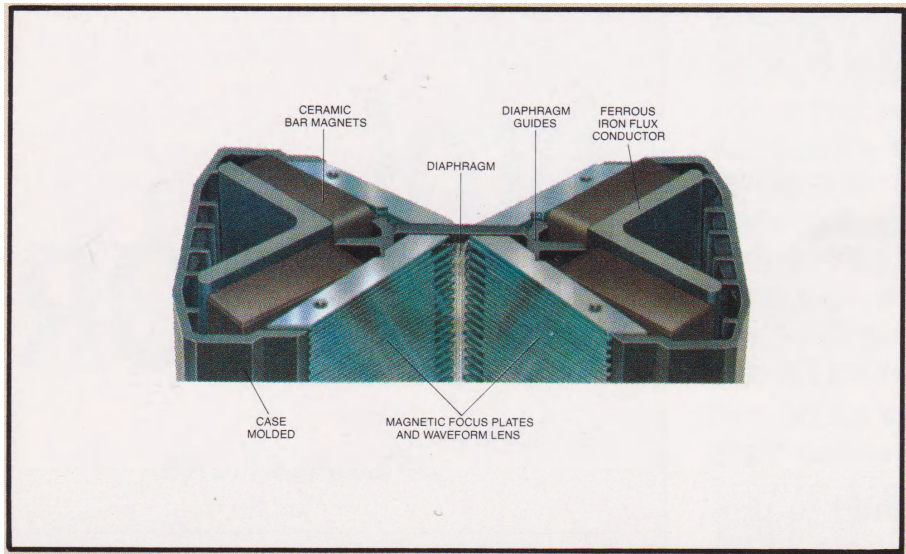 CERAMIC
BAR MAGNETS
DIAPHRAGM
GUIDES
FERROUS
IRON FLUX
CONDUCTOR
DIAPHRAGM
CASE
MOLDED
MAGNETIC FOCUS PLATES
AND WAVEFORM LENS